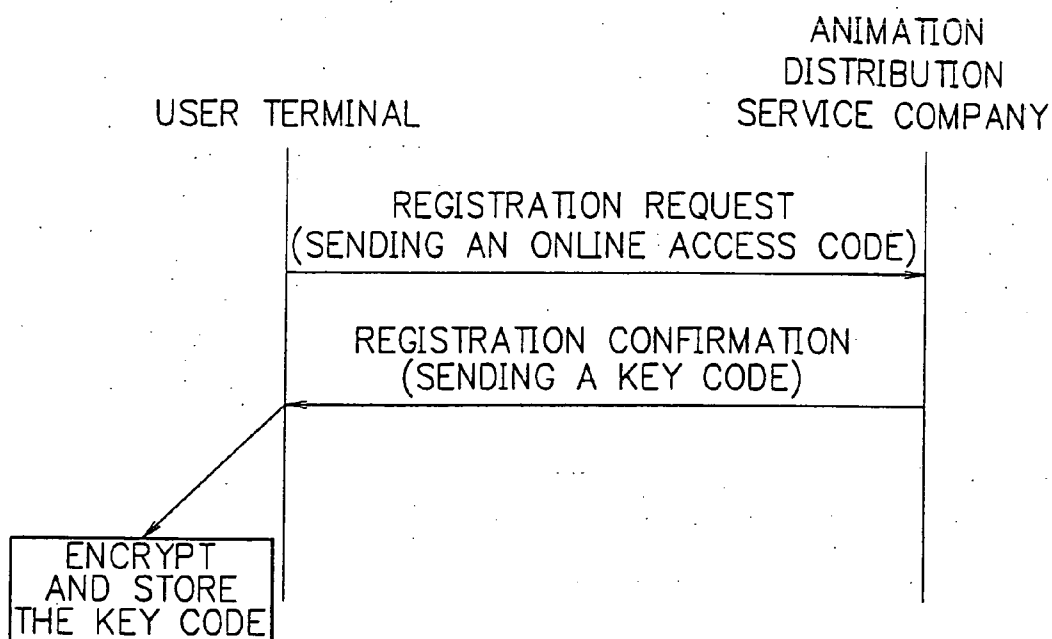 ANIMATION
DISTRIBUTION
SERVICE COMPANY
USER TERMINAL
REGISTRATION REQUEST
(SENDING AN ONLINE ACCESS CODE)
REGISTRATION CONFIRMATION
(SENDING A KEY CODE)
ENCRYPT
AND STORE
THE KEY CODE